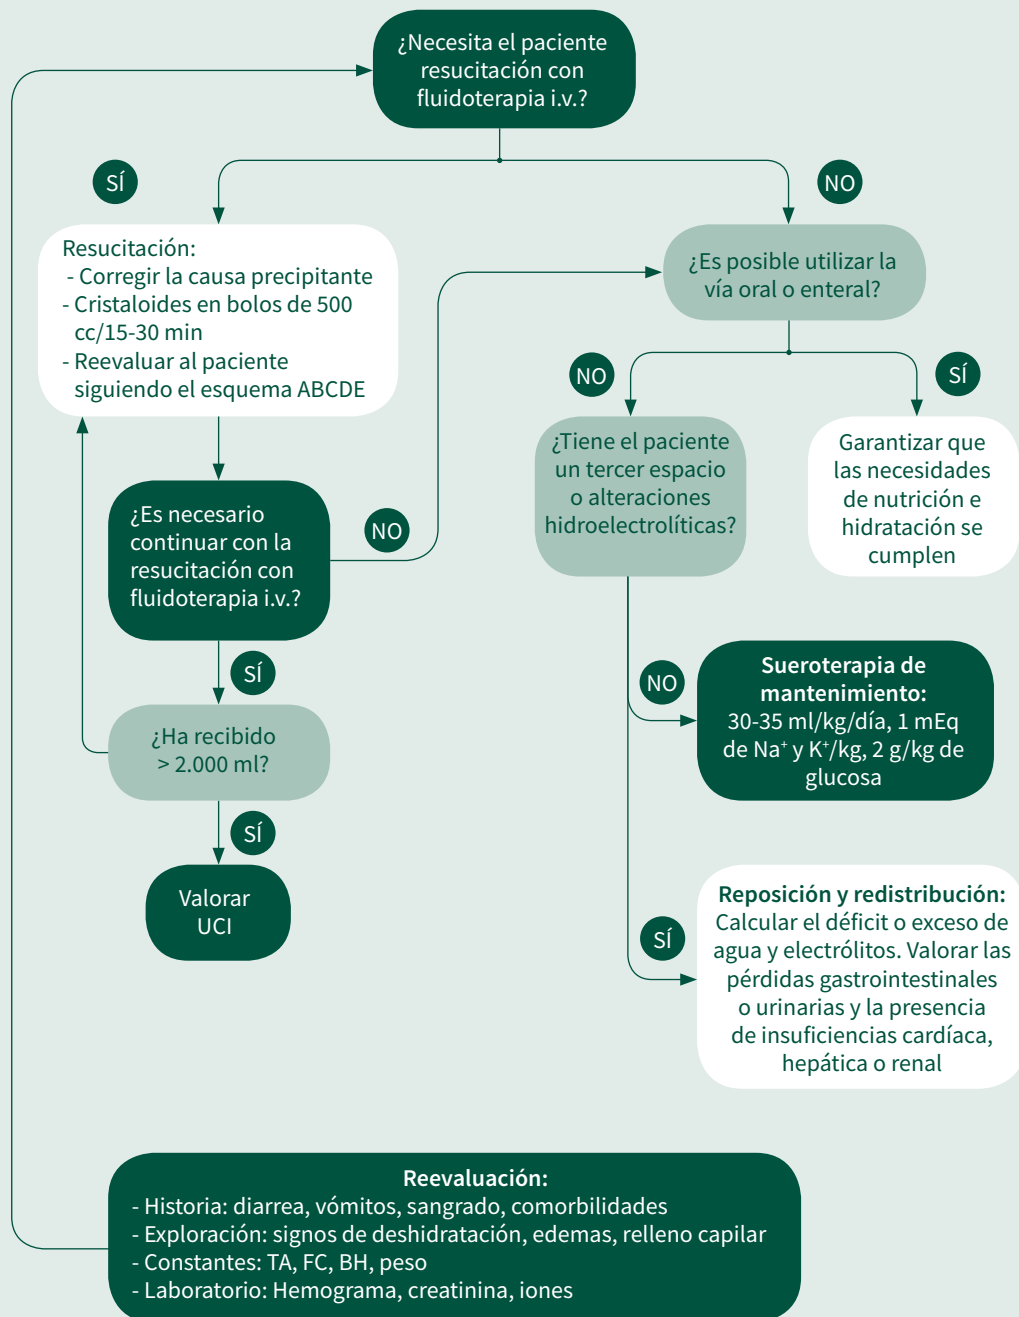 ¿Necesita el paciente
resucitación con
fluidoterapia i.v.?
SÍ
NO
Resucitación:
- Corregir la causa precipitante
- Cristaloides en bolos de 500
cc/15-30 min
- Reevaluar al paciente
siguiendo el esquema ABCDE
¿Es posible utilizar la
vía oral o enteral?
NO
SÍ
¿Tiene el paciente
un tercer espacio
o alteraciones
hidroelectrolíticas?
Garantizar que
las necesidades
de nutrición e
hidratación se
cumplen
¿Es necesario
continuar con la
resucitación con
fluidoterapia i.v.?
NO
SÍ
¿Ha recibido
> 2.000 ml?
SÍ
Valorar
UCI
NO
Sueroterapia de
mantenimiento:
30-35 ml/kg/día, 1 mEq
de Na⁺ y K⁺/kg, 2 g/kg de
glucosa
SÍ
Reposición y redistribución:
Calcular el déficit o exceso de
agua y electrólitos. Valorar las
pérdidas gastrointestinales
o urinarias y la presencia
de insuficiencias cardíaca,
hepática o renal
Reevaluación:
- Historia: diarrea, vómitos, sangrado, comorbilidades
- Exploración: signos de deshidratación, edemas, relleno capilar
- Constantes: TA, FC, BH, peso
- Laboratorio: Hemograma, creatinina, iones